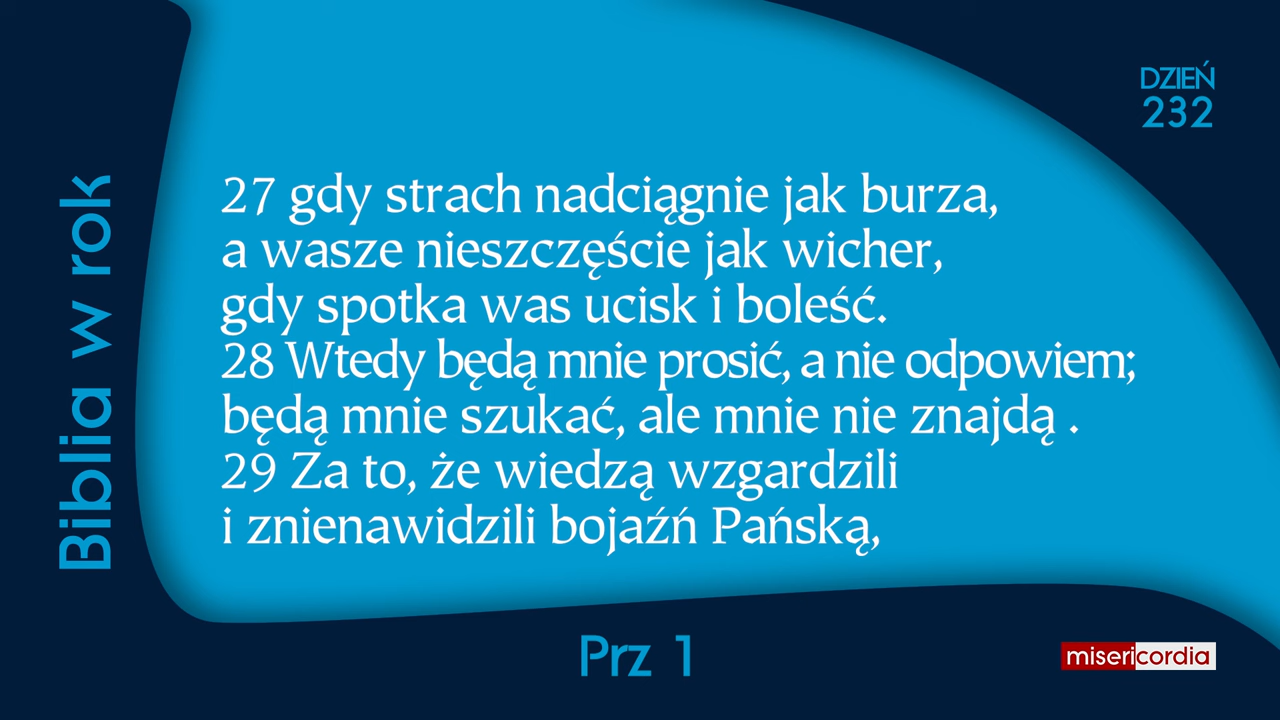 DZIEŃ
232
Biblia w rok
27 gdy strach nadciągnie jak burza,
a wasze nieszczęście jak wicher,
gdy spotka was ucisk i boleść.
28 Wtedy będą mnie prosić, a nie odpowiem;
będą mnie szukać, ale mnie nie znajdą .
29 Za to, że wiedzą wzgardzili
i znienawidzili bojaźń Pańską,
Prz 1
misericordia